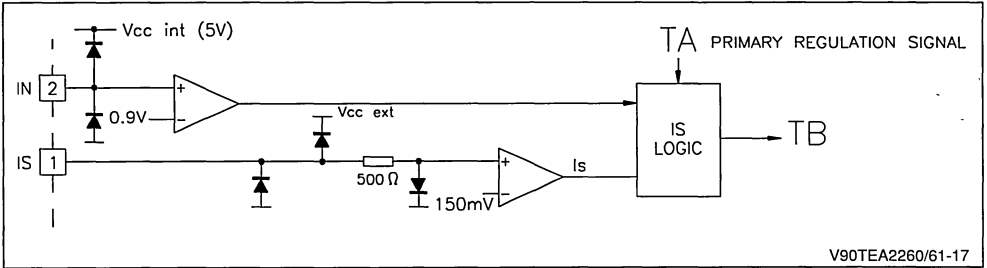 Vcc int (5V)
TA PRIMARY REGULATION SIGNAL
IN 2
+
0.9V
−
Vcc ext
IS
LOGIC
TB
IS 1
500 Ω
+
Is
150mV
−
V90TEA2260/61-17